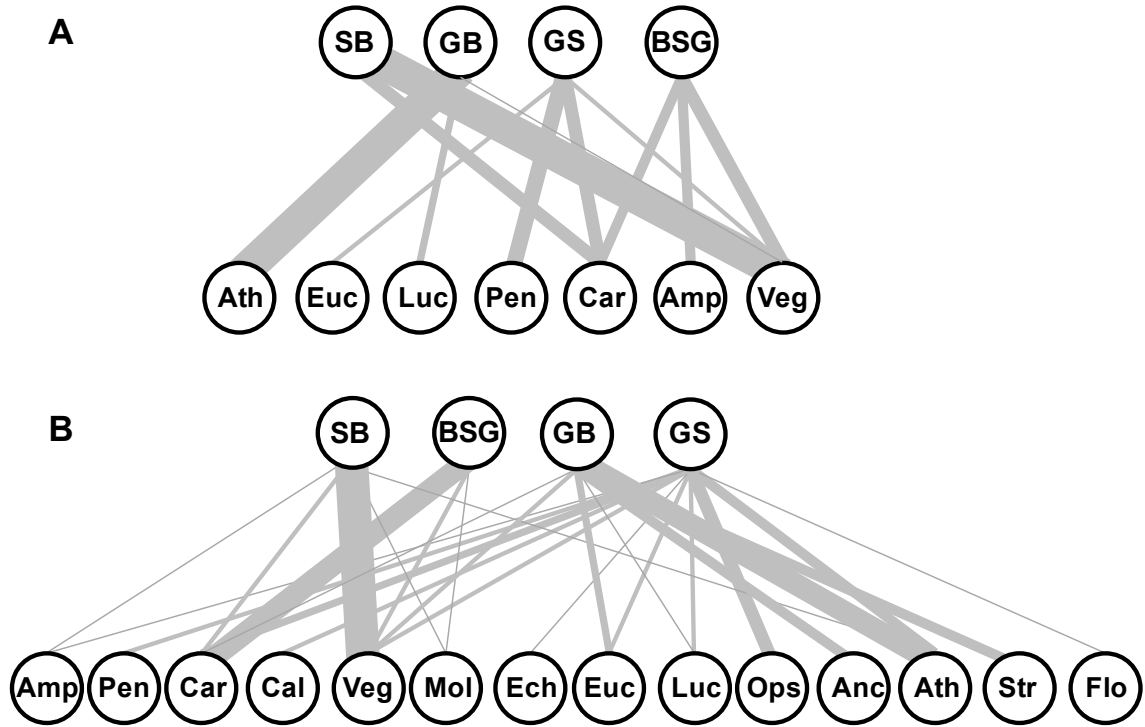 A
SB GB GS BSG
Ath Euc Luc Pen Car Amp Veg
B
SB BSG GB GS
Amp Pen Car Cal Veg Mol Ech Euc Luc Ops Anc Ath Str Flo